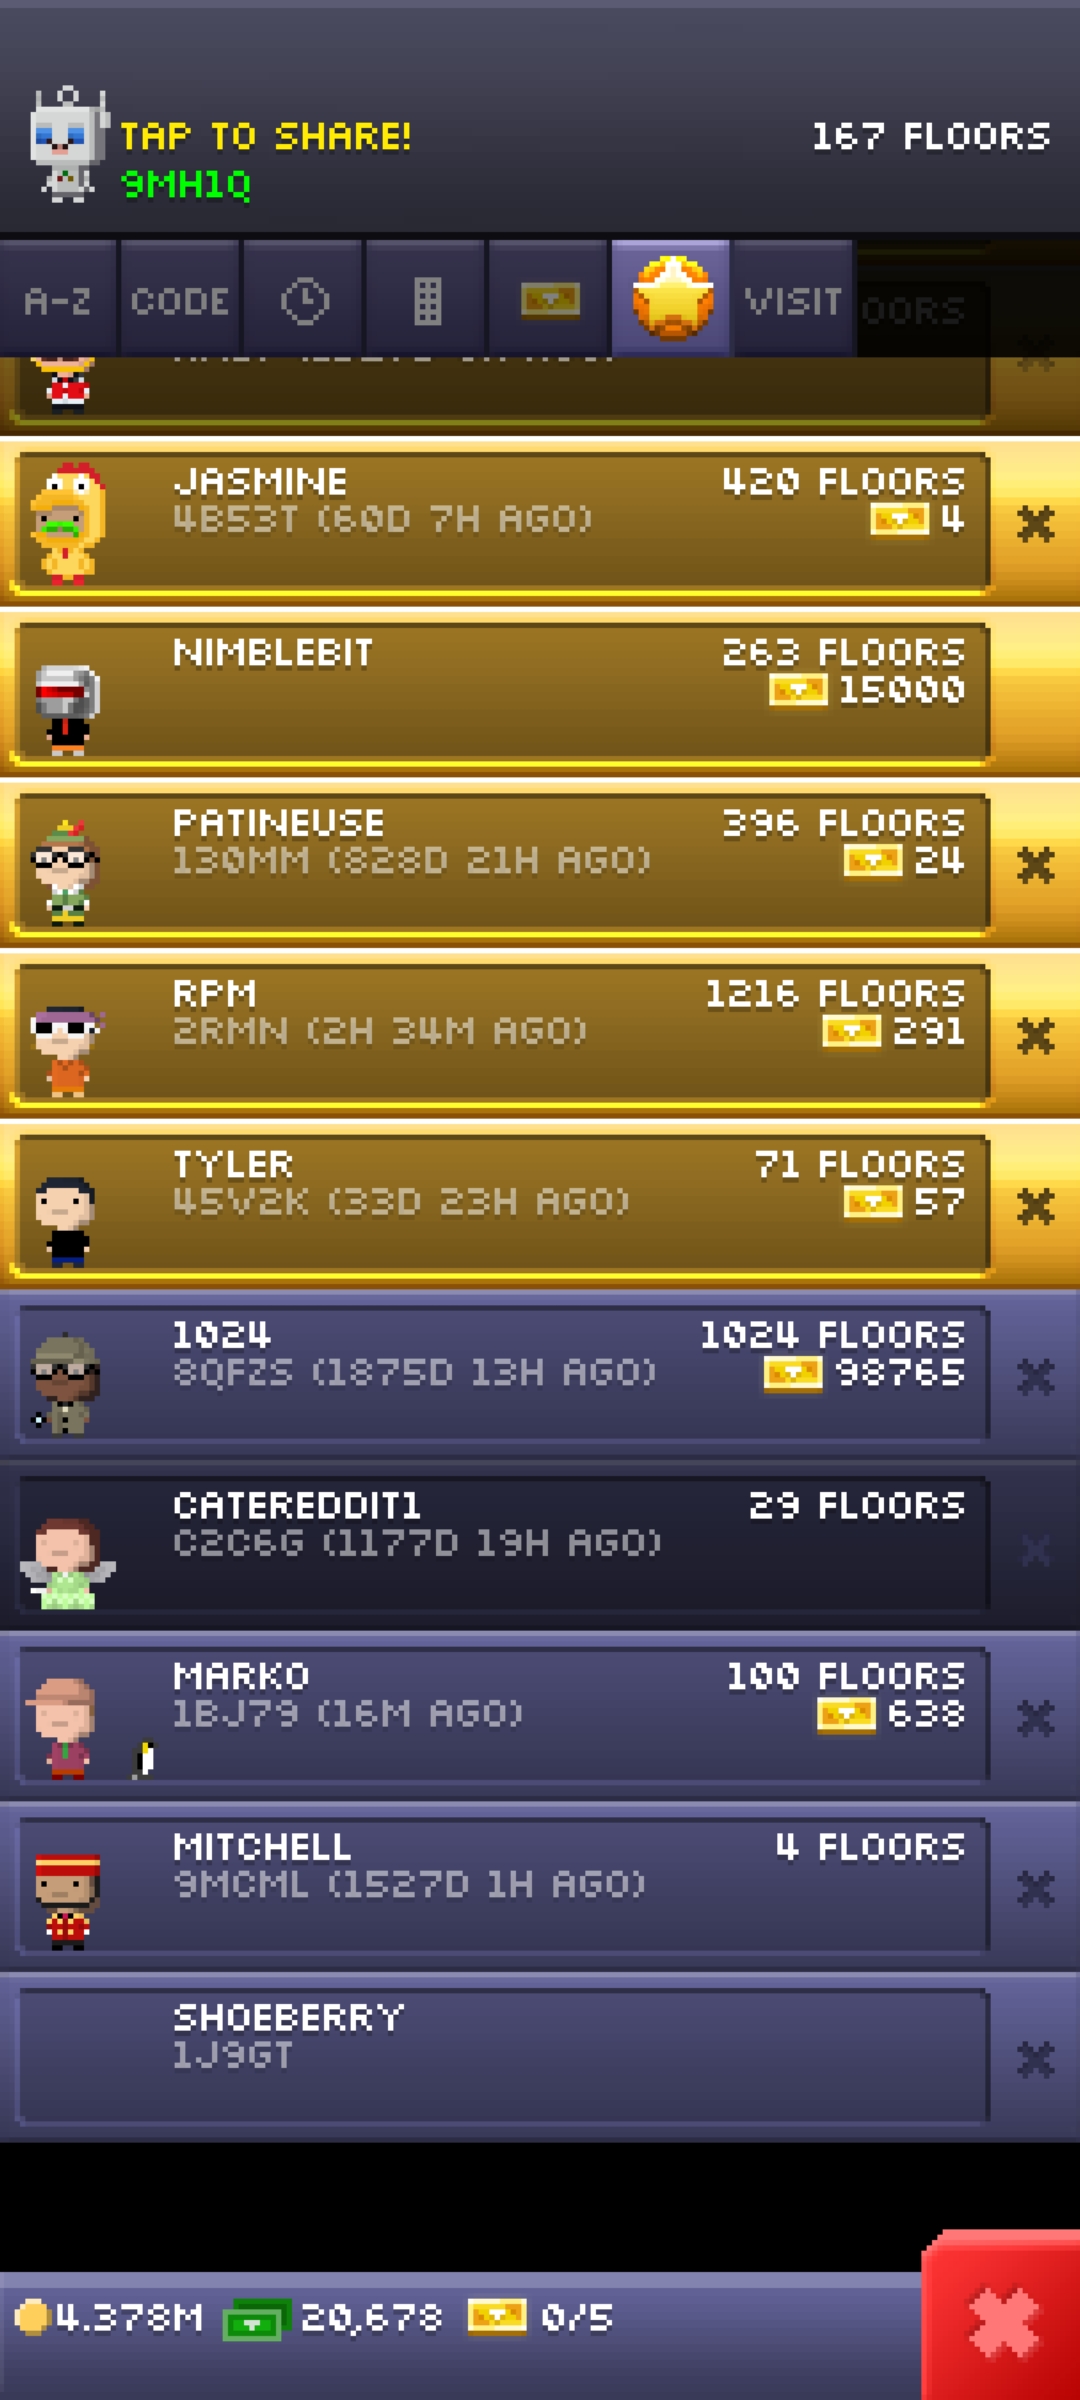 TAP TO SHARE!
167 FLOORS
9MH1Q
A-Z CODE VISIT
OORS
JASMINE
420 FLOORS
4B53T (60D 7H AGO)
4
NIMBLEBIT
263 FLOORS
15000
PATINEUSE
396 FLOORS
130MM (828D 21H AGO)
24
RPM
1216 FLOORS
2RMN (2H 34M AGO)
291
TYLER
71 FLOORS
45V2K (33D 23H AGO)
57
1024
1024 FLOORS
8QFZS (1875D 13H AGO)
98765
CATEREDDIT1
29 FLOORS
C2C6G (1177D 19H AGO)
MARKO
100 FLOORS
1BJ79 (16M AGO)
638
MITCHELL
4 FLOORS
9MCML (1527D 1H AGO)
SHOEBERRY
1J9GT
4.378M 20,678 0/5